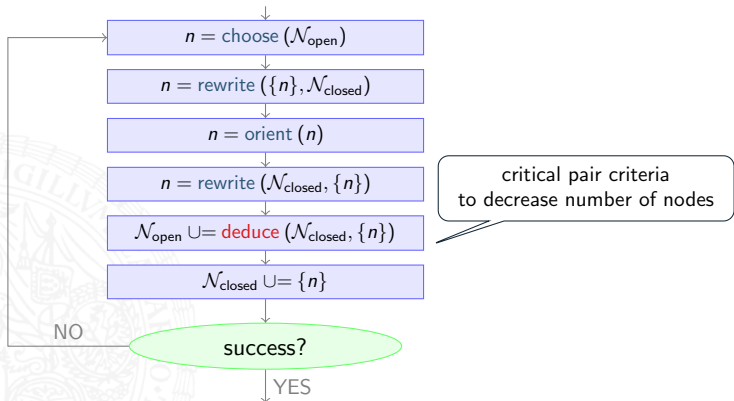 n = choose (𝒩open)
n = rewrite ({n}, 𝒩closed)
n = orient (n)
n = rewrite (𝒩closed, {n})
critical pair criteria
to decrease number of nodes
𝒩open ∪= deduce (𝒩closed, {n})
𝒩closed ∪= {n}
NO
success?
YES